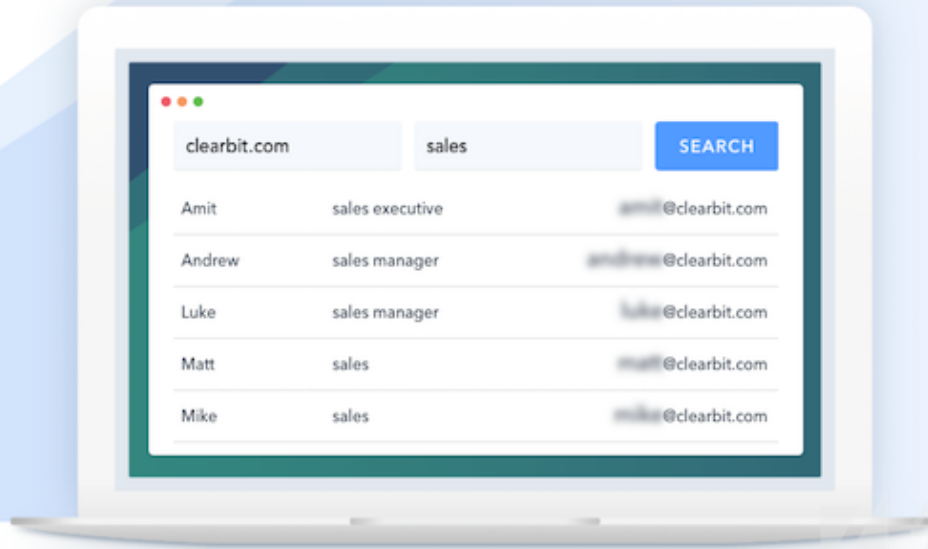 clearbit.com sales SEARCH
Amit sales executive @clearbit.com
Andrew sales manager @clearbit.com
Luke sales manager @clearbit.com
Matt sales @clearbit.com
Mike sales @clearbit.com